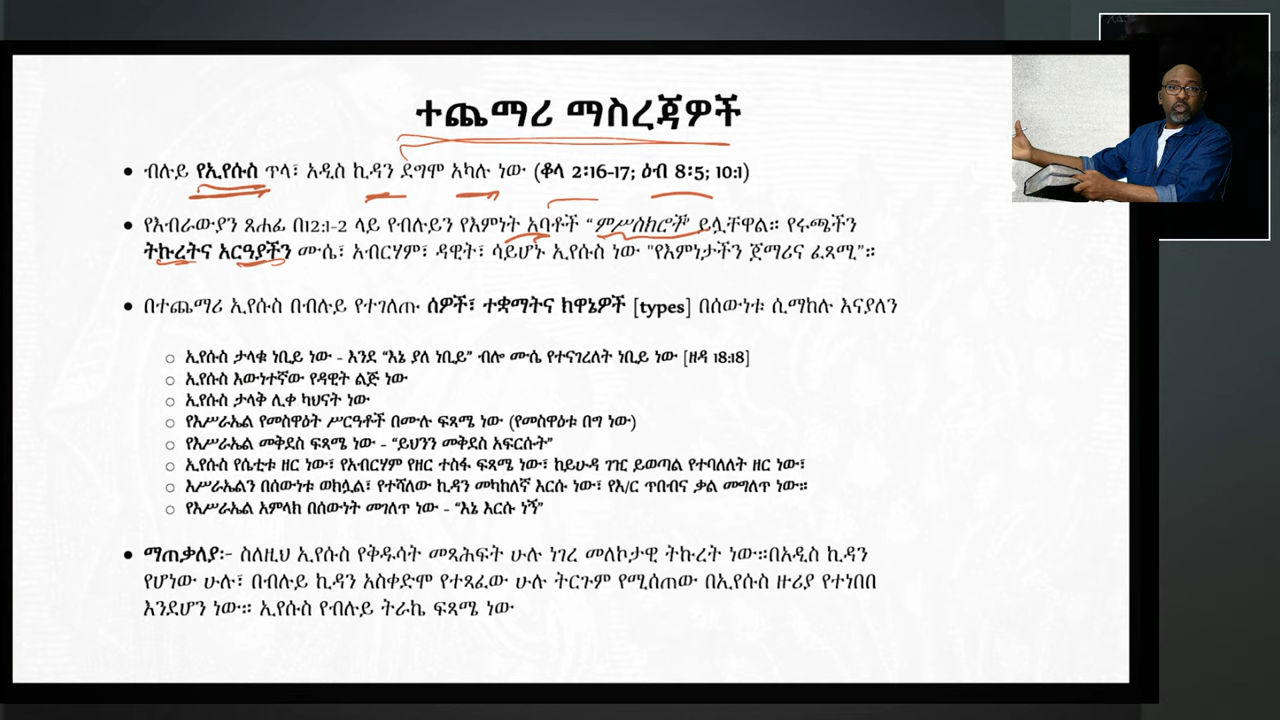 ተጨማሪ ማስረጃዎች
• ብሉይ የኢየሱስ ጥላ፣ አዲስ ኪዳን ደግሞ አካሉ ነው (ቆላ 2፡16-17; ዕብ 8፡5; 10:1)
• የእብራውያን ጸሐፊ በ12:1-2 ላይ የብሉይን የእምነት አባቶች “ምሥክሮች” ይሏቸዋል። የሩጫችን
ትኩረትና አርዓያችን ሙሴ፣ አብርሃም፣ ዳዊት፣ ሳይሆኑ ኢየሱስ ነው "የእምነታችን ጀማሪና ፈጻሚ”።
• በተጨማሪ ኢየሱስ በብሉይ የተገለጡ ሰዎች፣ ተቋማትና ክዋኔዎች [types] በሰውነቱ ሲማከሉ እናያለን
○ ኢየሱስ ታላቁ ነቢይ ነው - እንደ “እኔ ያለ ነቢይ” ብሎ ሙሴ የተናገረለት ነቢይ ነው [ዘዳ 18:18]
○ ኢየሱስ እውነተኛው የዳዊት ልጅ ነው
○ ኢየሱስ ታላቅ ሊቀ ካህናት ነው
○ የእሥራኤል የመስዋዕት ሥርዓቶች በሙሉ ፍጻሜ ነው (የመስዋዕቱ በግ ነው)
○ የእሥራኤል መቅደስ ፍጻሜ ነው - “ይህንን መቅደስ አፍርሱት”
○ ኢየሱስ የሴቲቱ ዘር ነው፣ የአብርሃም የዘር ተስፋ ፍጻሜ ነው፣ ከይሁዳ ገዢ ይወጣል የተባለለት ዘር ነው፣
○ እሥራኤልን በሰውነቱ ወክሏል፣ የተሻለው ኪዳን መካከለኛ እርሱ ነው፣ የእ/ር ጥበብና ቃል መግለጥ ነው።
○ የእሥራኤል አምላክ በሰውነት መገለጥ ነው - “እኔ እርሱ ነኝ”
• ማጠቃለያ፡- ስለዚህ ኢየሱስ የቅዱሳት መጻሕፍት ሁሉ ነገረ መለኮታዊ ትኩረት ነው።በአዲስ ኪዳን
የሆነው ሁሉ፣ በብሉይ ኪዳን አስቀድሞ የተጻፈው ሁሉ ትርጉም የሚሰጠው በኢየሱስ ዙሪያ የተነበበ
እንደሆን ነው። ኢየሱስ የብሉይ ትራኬ ፍጻሜ ነው